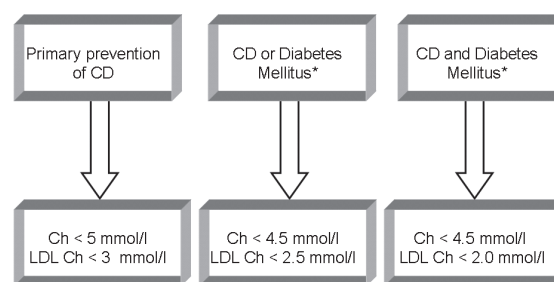 Primary prevention
of CD
CD or Diabetes
Mellitus*
CD and Diabetes
Mellitus*
Ch < 5 mmol/l
LDL Ch < 3 mmol/l
Ch < 4.5 mmol/l
LDL Ch < 2.5 mmol/l
Ch < 4.5 mmol/l
LDL Ch < 2.0 mmol/l